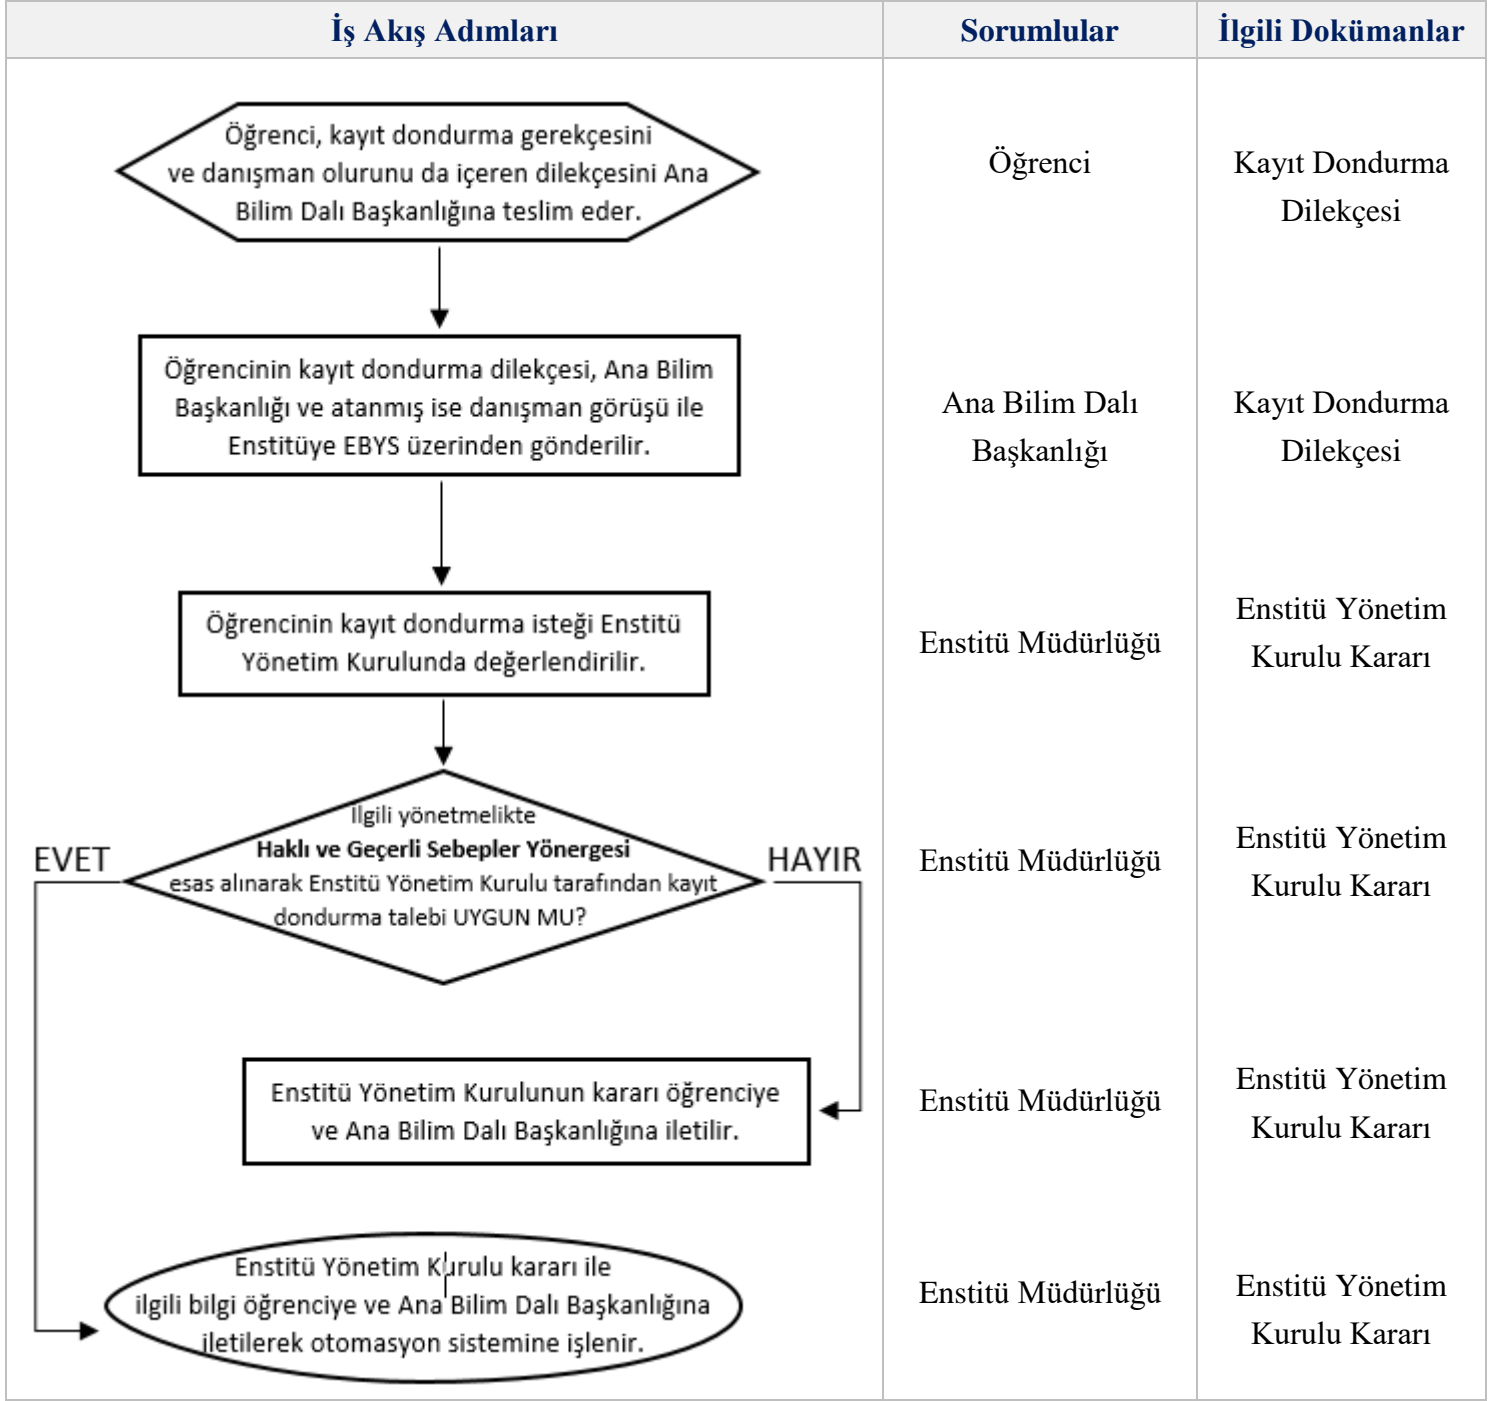 İş Akış Adımları
Sorumlular
İlgili Dokümanlar
Öğrenci, kayıt dondurma gerekçesini
ve danışman olurunu da içeren dilekçesini Ana
Bilim Dalı Başkanlığına teslim eder.
Öğrenci
Kayıt Dondurma
Dilekçesi
Öğrencinin kayıt dondurma dilekçesi, Ana Bilim
Başkanlığı ve atanmış ise danışman görüşü ile
Enstitüye EBYS üzerinden gönderilir.
Ana Bilim Dalı
Başkanlığı
Kayıt Dondurma
Dilekçesi
Öğrencinin kayıt dondurma isteği Enstitü
Yönetim Kurulunda değerlendirilir.
Enstitü Müdürlüğü
Enstitü Yönetim
Kurulu Kararı
EVET
İlgili yönetmelikte
Haklı ve Geçerli Sebepler Yönergesi
esas alınarak Enstitü Yönetim Kurulu tarafından kayıt
dondurma talebi UYGUN MU?
HAYIR
Enstitü Müdürlüğü
Enstitü Yönetim
Kurulu Kararı
Enstitü Yönetim Kurulunun kararı öğrenciye
ve Ana Bilim Dalı Başkanlığına iletilir.
Enstitü Müdürlüğü
Enstitü Yönetim
Kurulu Kararı
Enstitü Yönetim Kurulu kararı ile
ilgili bilgi öğrenciye ve Ana Bilim Dalı Başkanlığına
iletilerek otomasyon sistemine işlenir.
Enstitü Müdürlüğü
Enstitü Yönetim
Kurulu Kararı